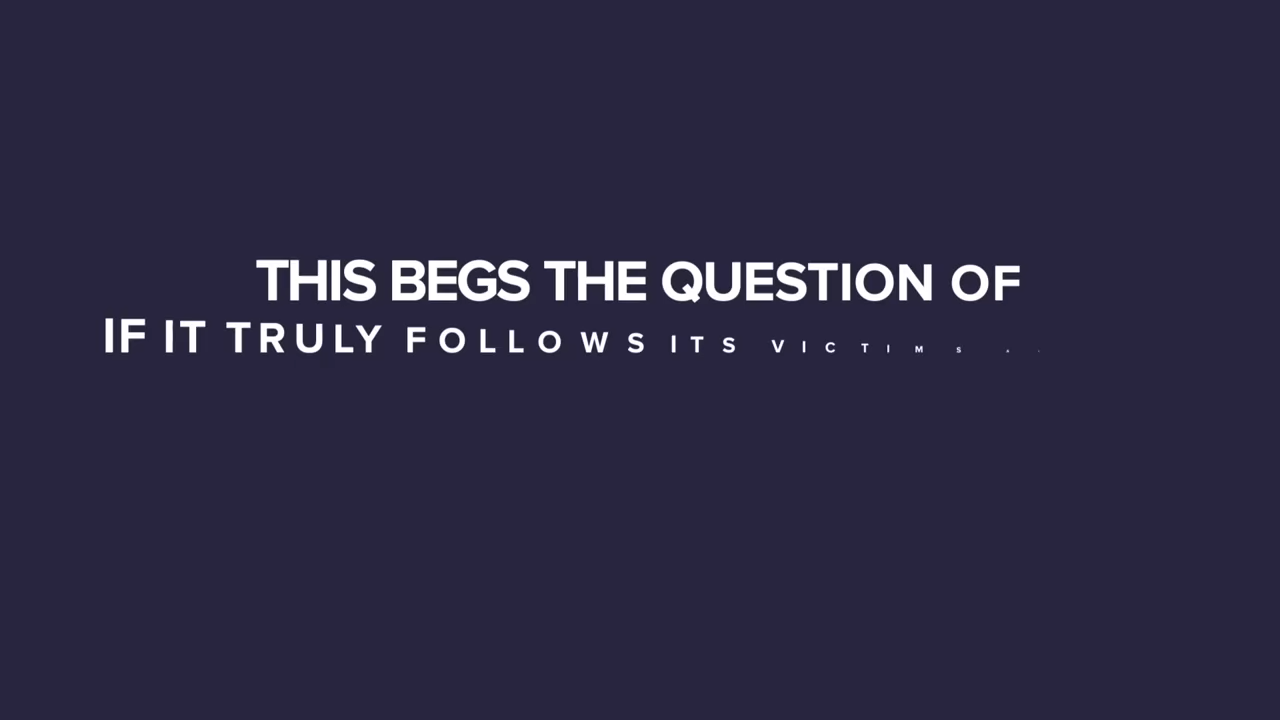 THIS BEGS THE QUESTION OF
IF IT TRULY FOLLOWS ITS VICTIMS